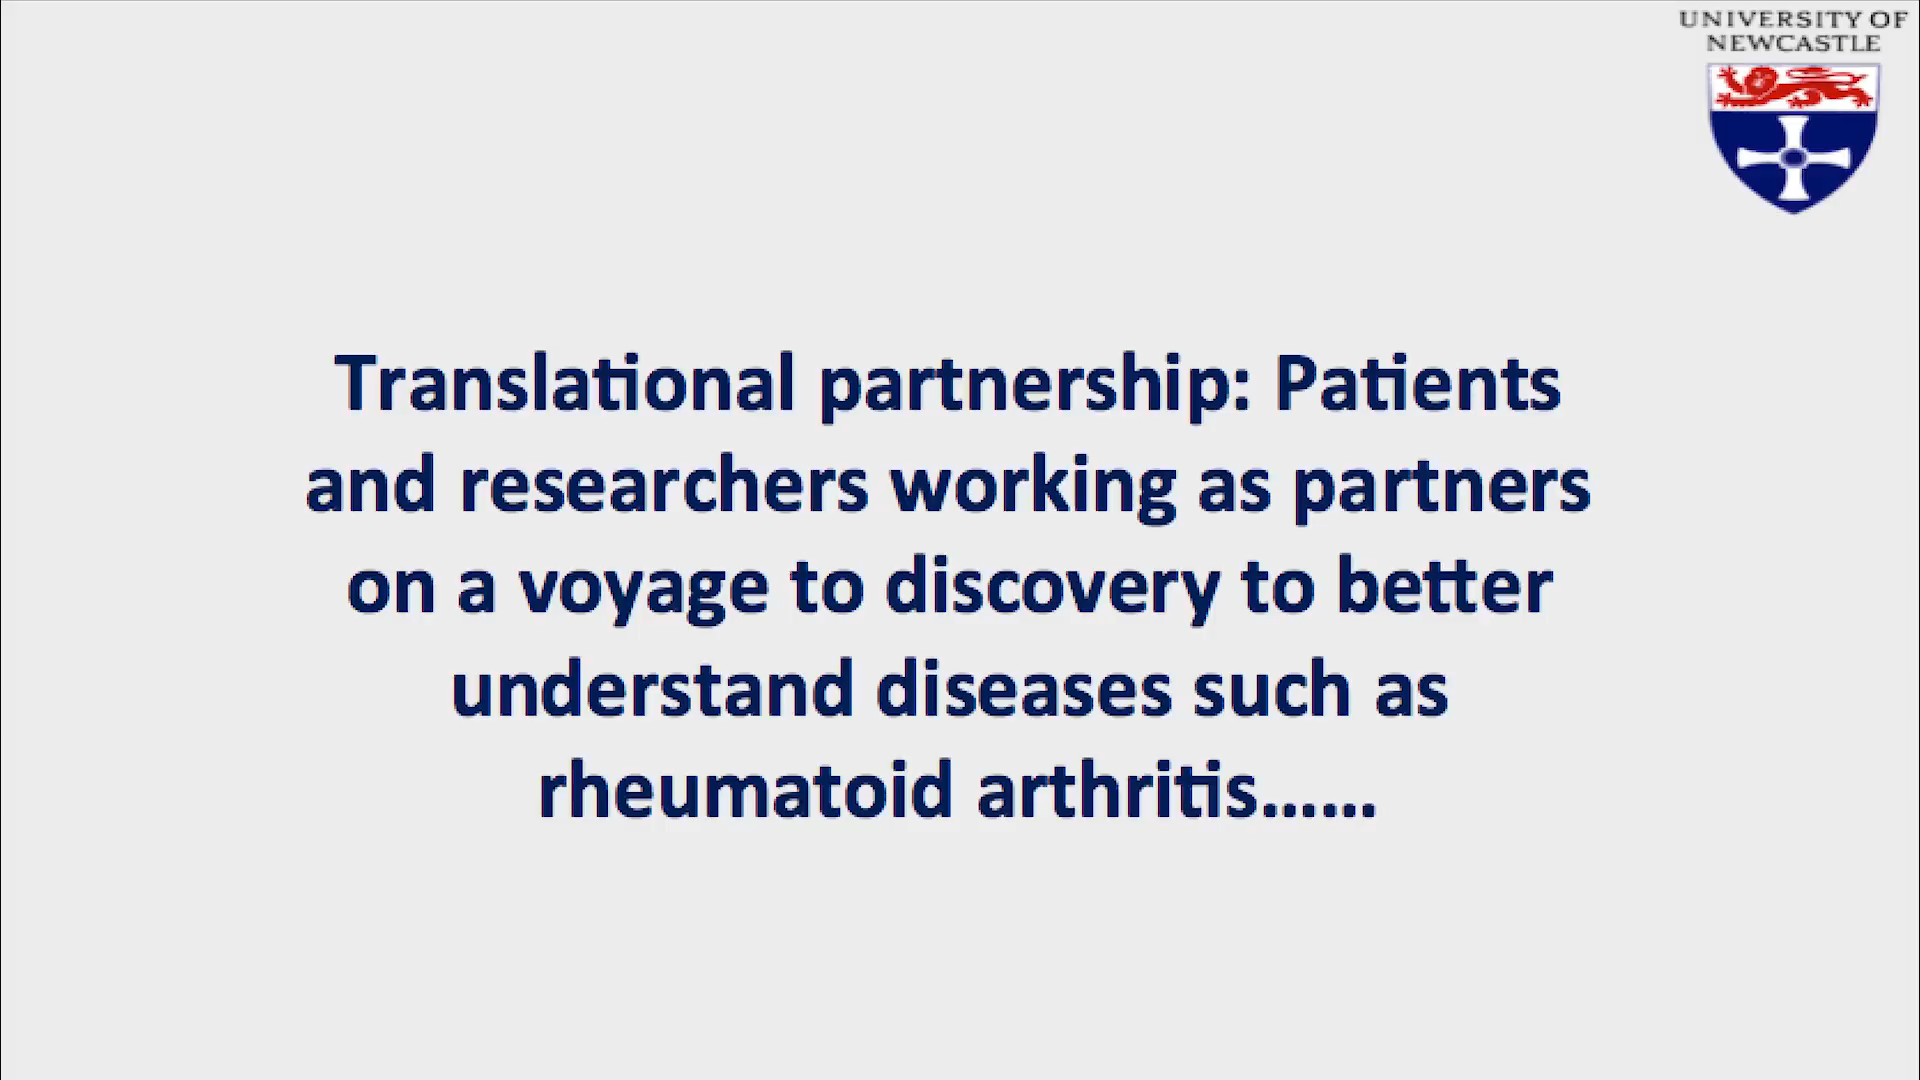 UNIVERSITY OF
NEWCASTLE
Translational partnership: Patients
and researchers working as partners
on a voyage to discovery to better
understand diseases such as
rheumatoid arthritis......